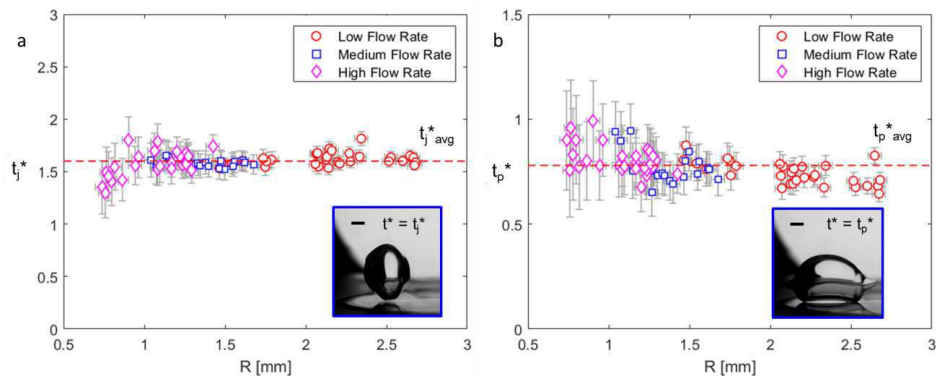 a
3
2.5
2
1.5
1
0.5
0
t_j^*
Low Flow Rate
Medium Flow Rate
High Flow Rate
t_j^*_avg
t* = t_j^*
0.5 1 1.5 2 2.5 3
R [mm]
b
1.5
1
0.5
0
t_p^*
Low Flow Rate
Medium Flow Rate
High Flow Rate
t_p^*_avg
t* = t_p^*
0.5 1 1.5 2 2.5 3
R [mm]